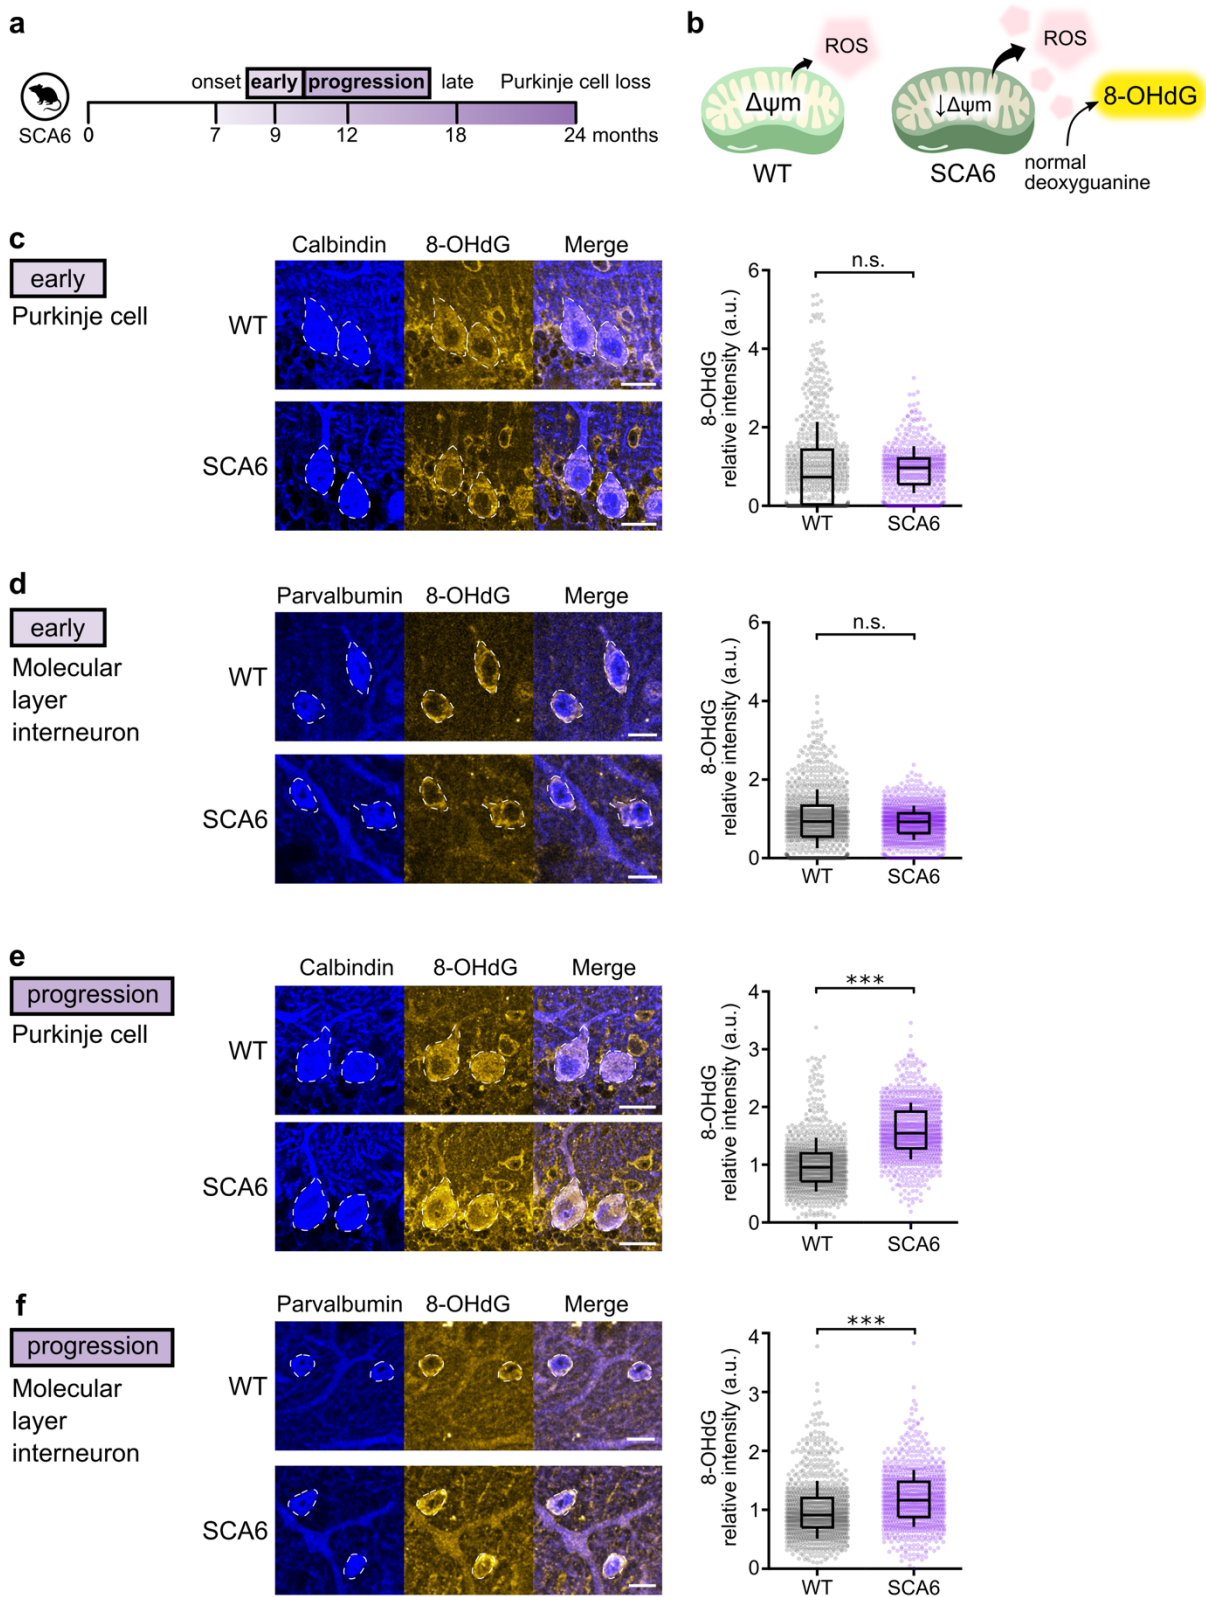 a
onset early progression late Purkinje cell loss
SCA6
0 7 9 12 18 24 months
b
ROS
ROS
Δψm
↓Δψm
8-OHdG
WT
SCA6
normal
deoxyguanine
c
early
Purkinje cell
Calbindin 8-OHdG Merge
WT
SCA6
n.s.
8-OHdG
relative intensity (a.u.)
6
4
2
0
WT SCA6
d
early
Molecular
layer
interneuron
Parvalbumin 8-OHdG Merge
WT
SCA6
n.s.
8-OHdG
relative intensity (a.u.)
6
4
2
0
WT SCA6
e
progression
Purkinje cell
Calbindin 8-OHdG Merge
WT
SCA6
***
8-OHdG
relative intensity (a.u.)
4
3
2
1
0
WT SCA6
f
progression
Molecular
layer
interneuron
Parvalbumin 8-OHdG Merge
WT
SCA6
***
8-OHdG
relative intensity (a.u.)
4
3
2
1
0
WT SCA6